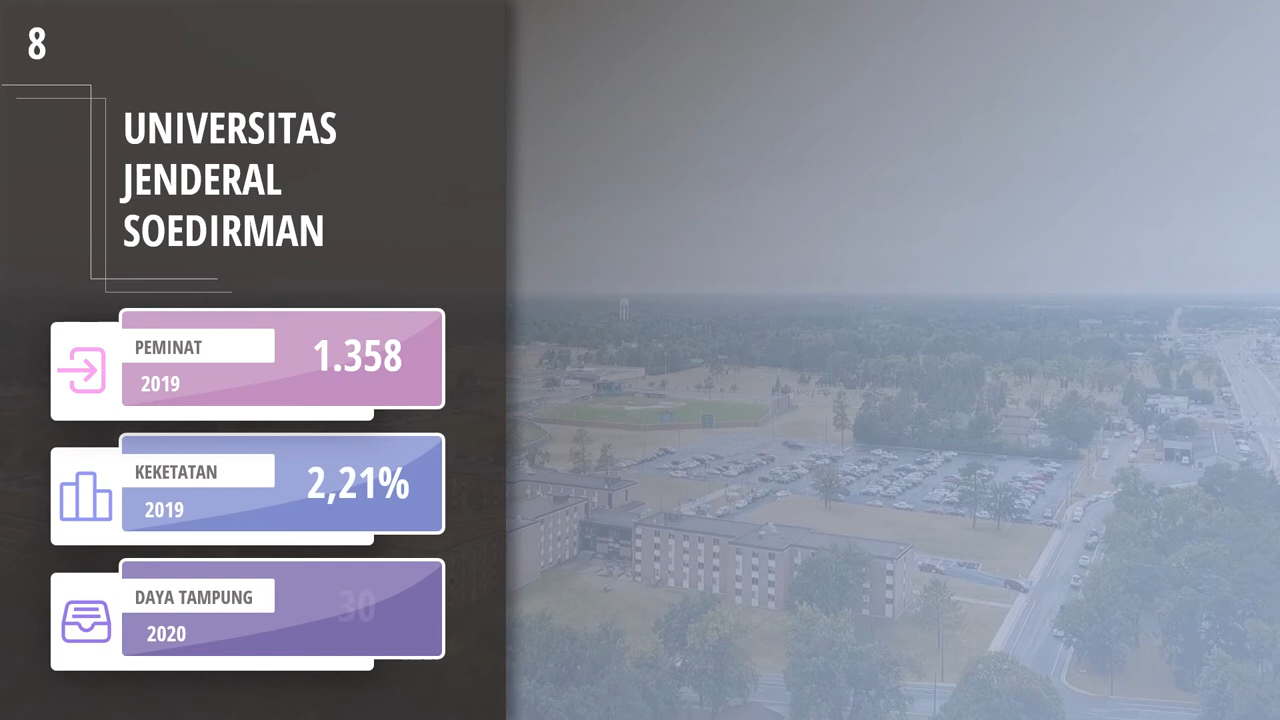 8
UNIVERSITAS
JENDERAL
SOEDIRMAN
PEMINAT
1.358
2019
KEKETATAN
2,21%
2019
DAYA TAMPUNG
30
2020